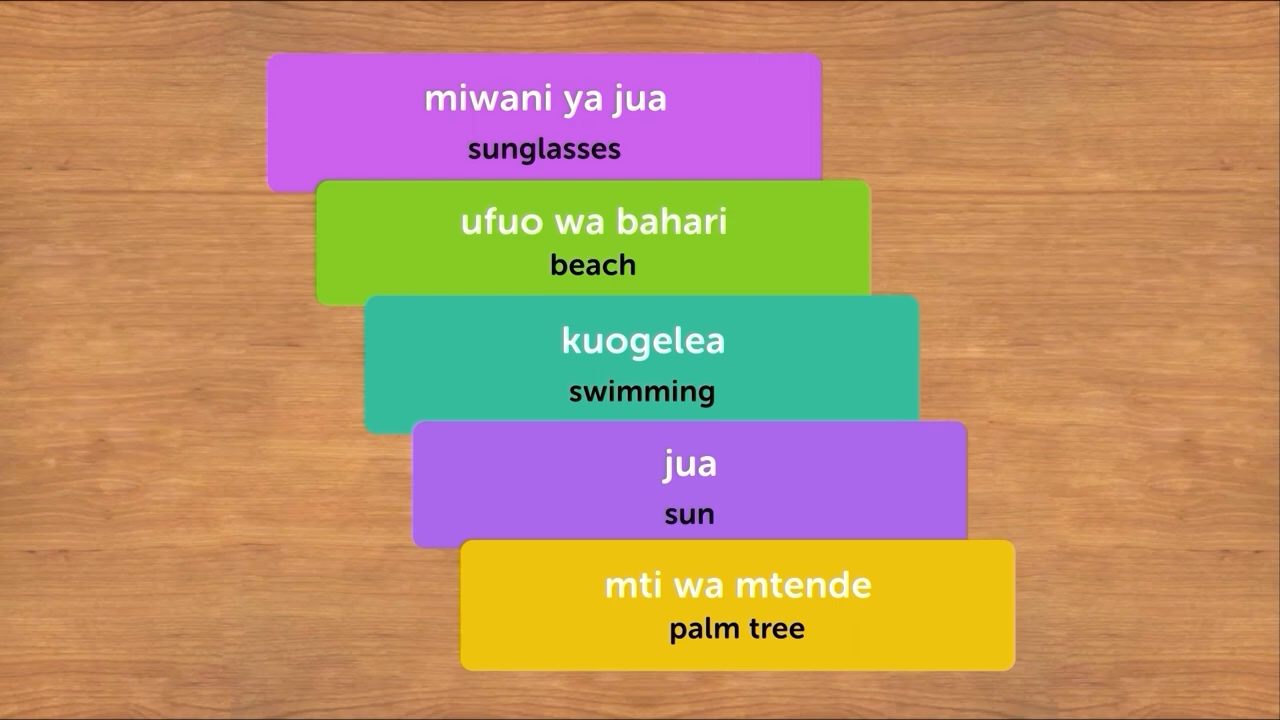 miwani ya jua
sunglasses
ufuo wa bahari
beach
kuogelea
swimming
jua
sun
mti wa mtende
palm tree